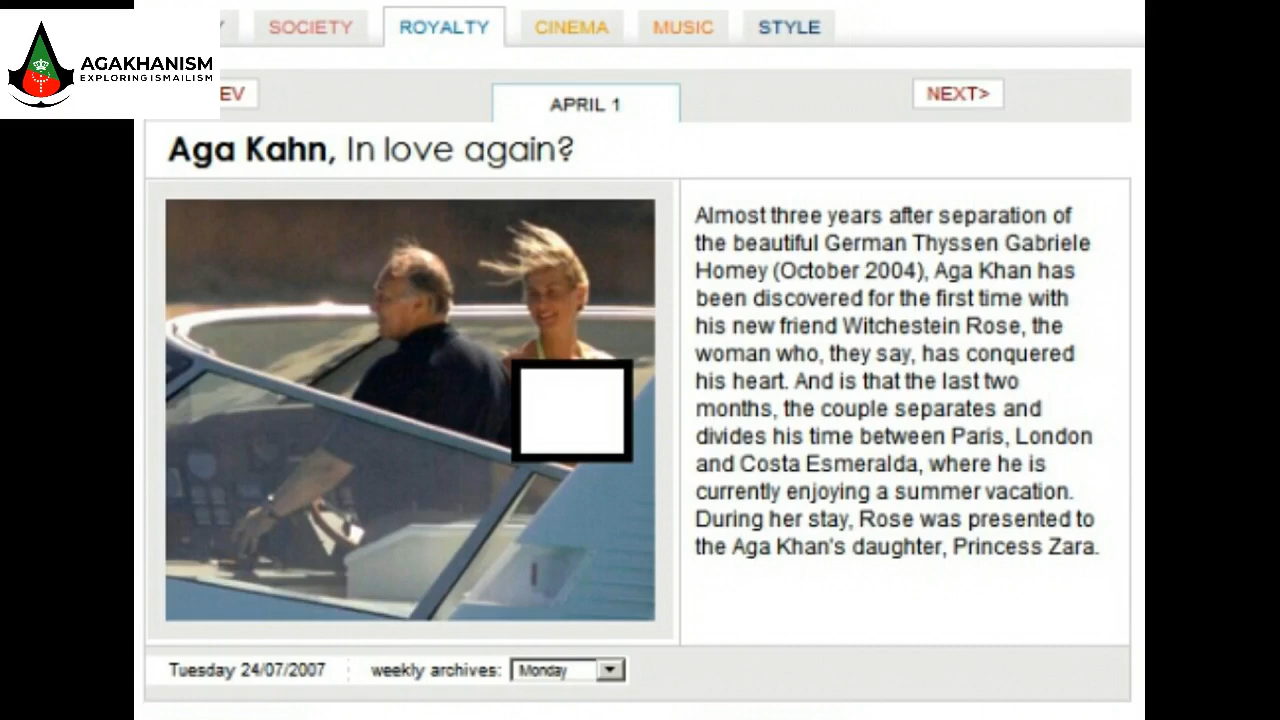 AGAKHANISM
EXPLORING ISMAILISM
SOCIETY
ROYALTY
CINEMA
MUSIC
STYLE
EV
APRIL 1
NEXT>
Aga Kahn, In love again?
Almost three years after separation of
the beautiful German Thyssen Gabriele
Homey (October 2004), Aga Khan has
been discovered for the first time with
his new friend Witchestein Rose, the
woman who, they say, has conquered
his heart. And is that the last two
months, the couple separates and
divides his time between Paris, London
and Costa Esmeralda, where he is
currently enjoying a summer vacation.
During her stay, Rose was presented to
the Aga Khan's daughter, Princess Zara.
Tuesday 24/07/2007
weekly archives: Monday